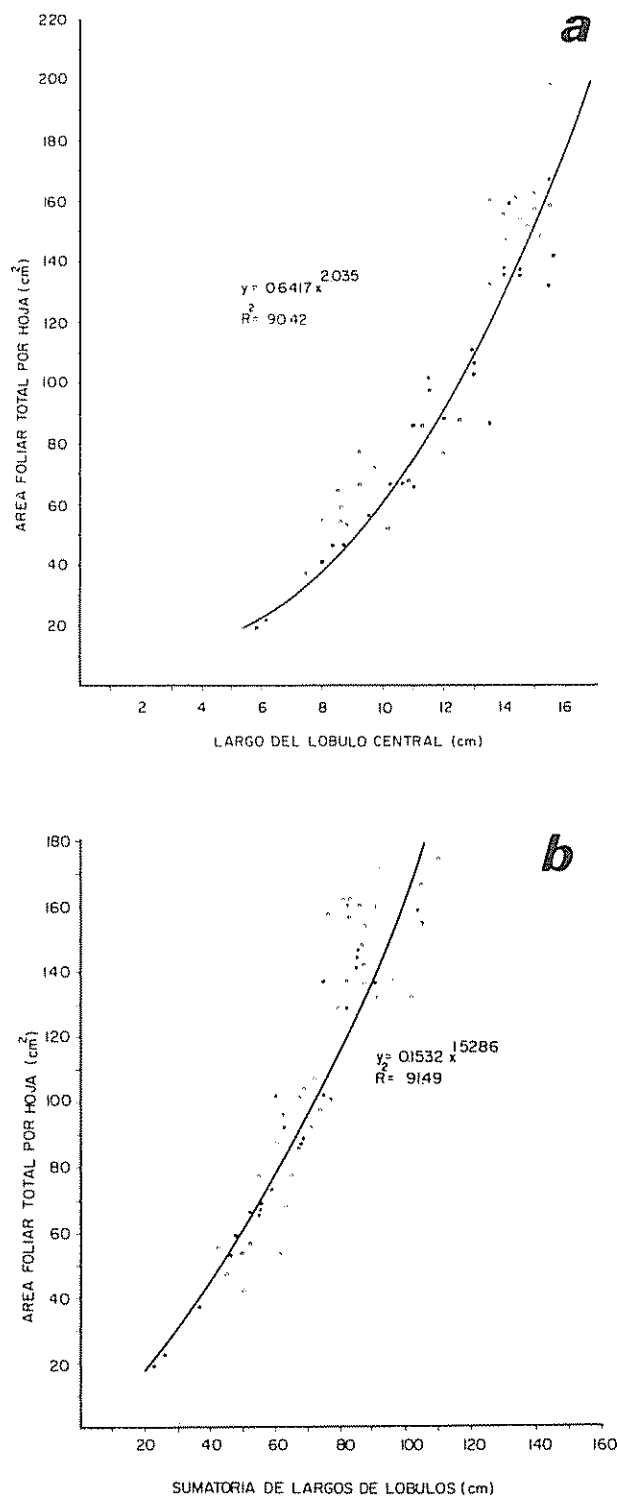 a
220
200
180
160
140
120
100
80
60
40
20
AREA FOLIAR TOTAL POR HOJA (cm²)
y= 0.6417 x^2.035
R²= 90.42
2 4 6 8 10 12 14 16
LARGO DEL LOBULO CENTRAL (cm)
b
180
160
140
120
100
80
60
40
20
AREA FOLIAR TOTAL POR HOJA (cm²)
y= 0.1532 x^1.5286
R²= 91.49
20 40 60 80 100 120 140 160
SUMATORIA DE LARGOS DE LOBULOS (cm)